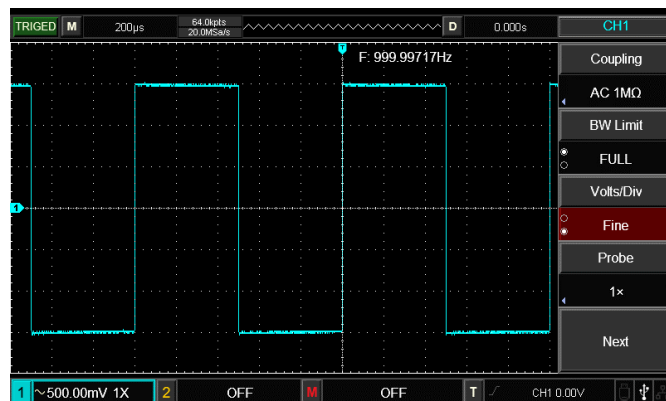 TRIGED M 200µs 64.0kpts D 0.000s CH1
20.0MSa/s
T
F: 999.99717Hz
Coupling
AC 1MΩ
BW Limit
FULL
Volts/Div
1
Fine
Probe
1×
Next
1 ~500.00mV 1X 2 OFF M OFF T CH1 0.00V